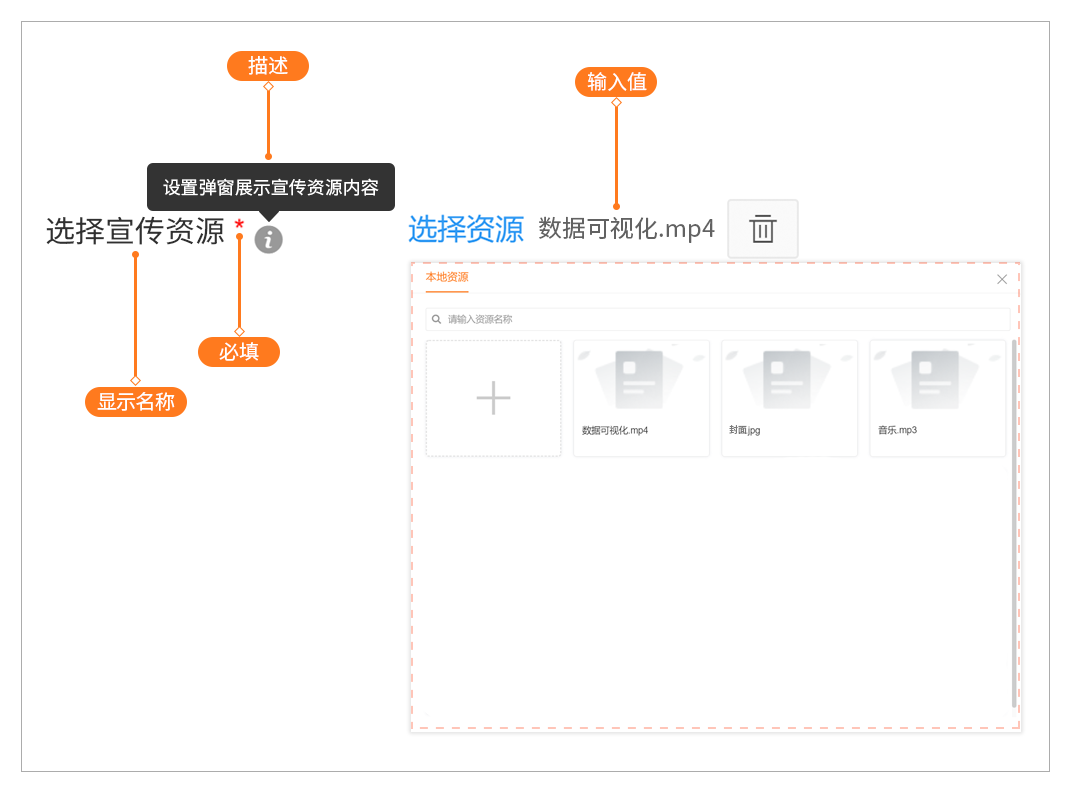 描述
输入值
设置弹窗展示宣传资源内容
选择宣传资源 *
选择资源 数据可视化.mp4
本地资源
请输入资源名称
必填
显示名称
数据可视化.mp4
封面.jpg
音乐.mp3